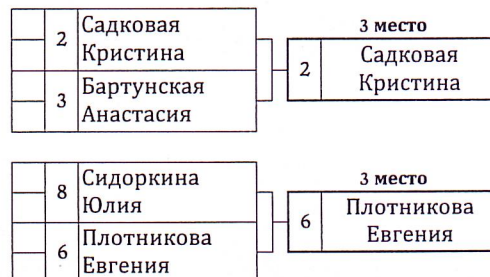 2 Садковая
Кристина
3 Бартунская
Анастасия
3 место
2 Садковая
Кристина
8 Сидоркина
Юлия
6 Плотникова
Евгения
3 место
6 Плотникова
Евгения